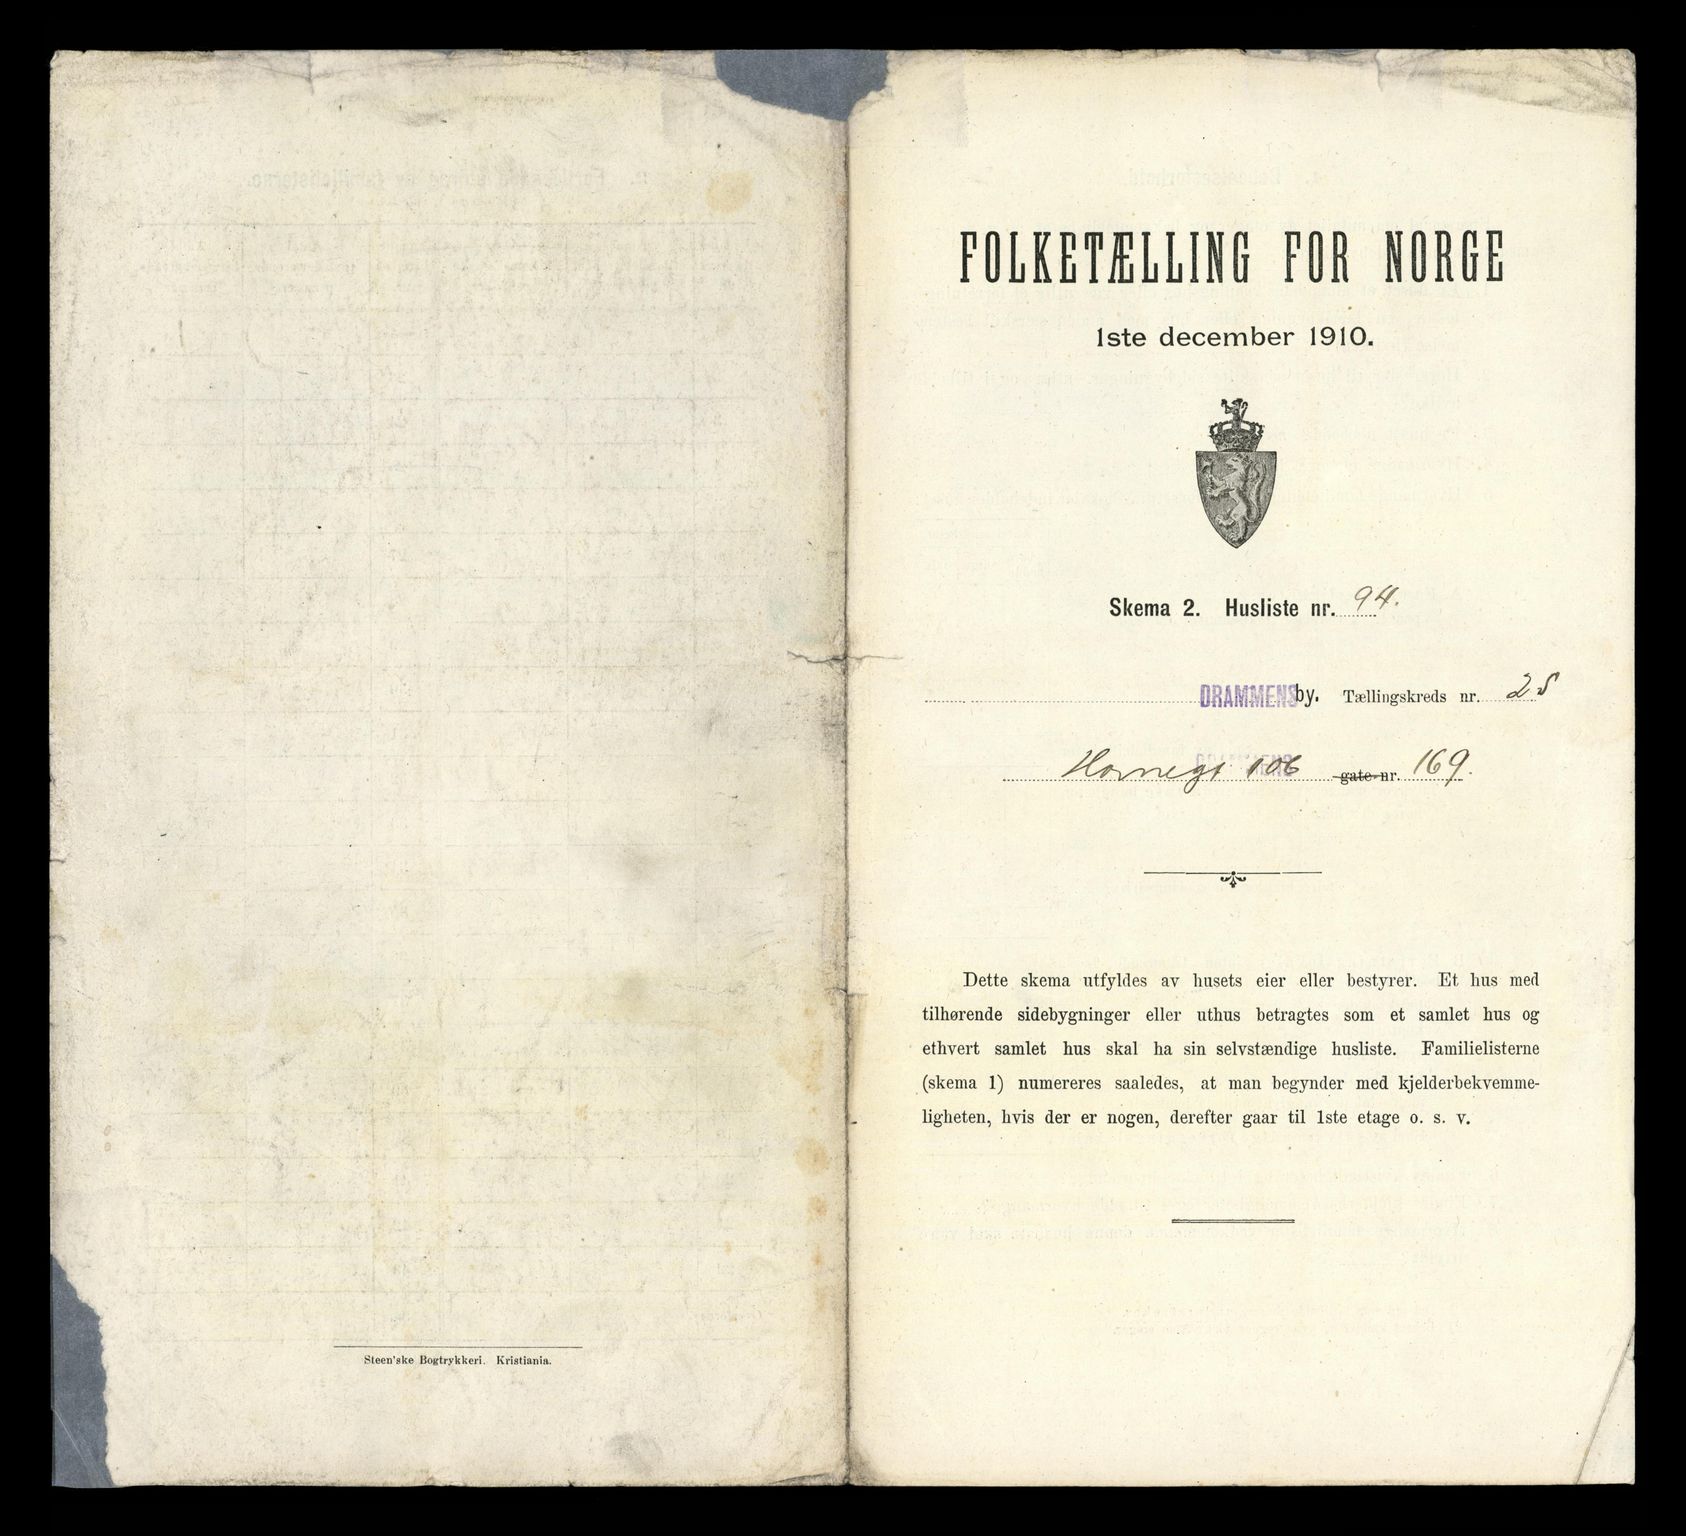 FOLKETÆLLING FOR NORGE
1ste december 1910.
Skema 2. Husliste nr. 94.
DRAMMENS by. Tællingskreds nr. 25
Havnegt 106 gate nr. 169.
Dette skema utfyldes av husets eier eller bestyrer. Et hus med
tilhørende sidebygninger eller uthus betragtes som et samlet hus og
ethvert samlet hus skal ha sin selvstændige husliste. Familielisterne
(skema 1) numereres saaledes, at man begynder med kjelderbekvemme-
ligheten, hvis der er nogen, derefter gaar til 1ste etage o. s. v.
Steen'ske Bogtrykkeri. Kristiania.